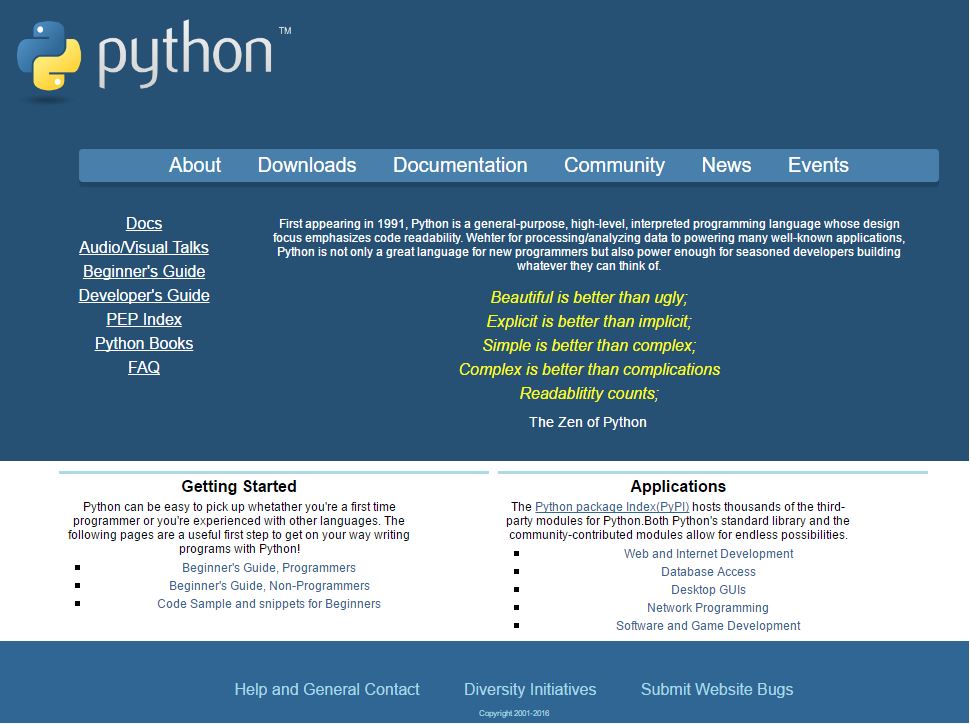 python ™
About Downloads Documentation Community News Events
Docs
Audio/Visual Talks
Beginner's Guide
Developer's Guide
PEP Index
Python Books
FAQ
First appearing in 1991, Python is a general-purpose, high-level, interpreted programming language whose design
focus emphasizes code readability. Wehter for processing/analyzing data to powering many well-known applications,
Python is not only a great language for new programmers but also power enough for seasoned developers building
whatever they can think of.
Beautiful is better than ugly;
Explicit is better than implicit;
Simple is better than complex;
Complex is better than complications
Readablitity counts;
The Zen of Python
Getting Started
Python can be easy to pick up whetather you're a first time
programmer or you're experienced with other languages. The
following pages are a useful first step to get on your way writing
programs with Python!
Beginner's Guide, Programmers
Beginner's Guide, Non-Programmers
Code Sample and snippets for Beginners
Applications
The Python package Index(PyPI) hosts thousands of the third-
party modules for Python.Both Python's standard library and the
community-contributed modules allow for endless possibilities.
Web and Internet Development
Database Access
Desktop GUIs
Network Programming
Software and Game Development
Help and General Contact Diversity Initiatives Submit Website Bugs
Copyright 2001-2016